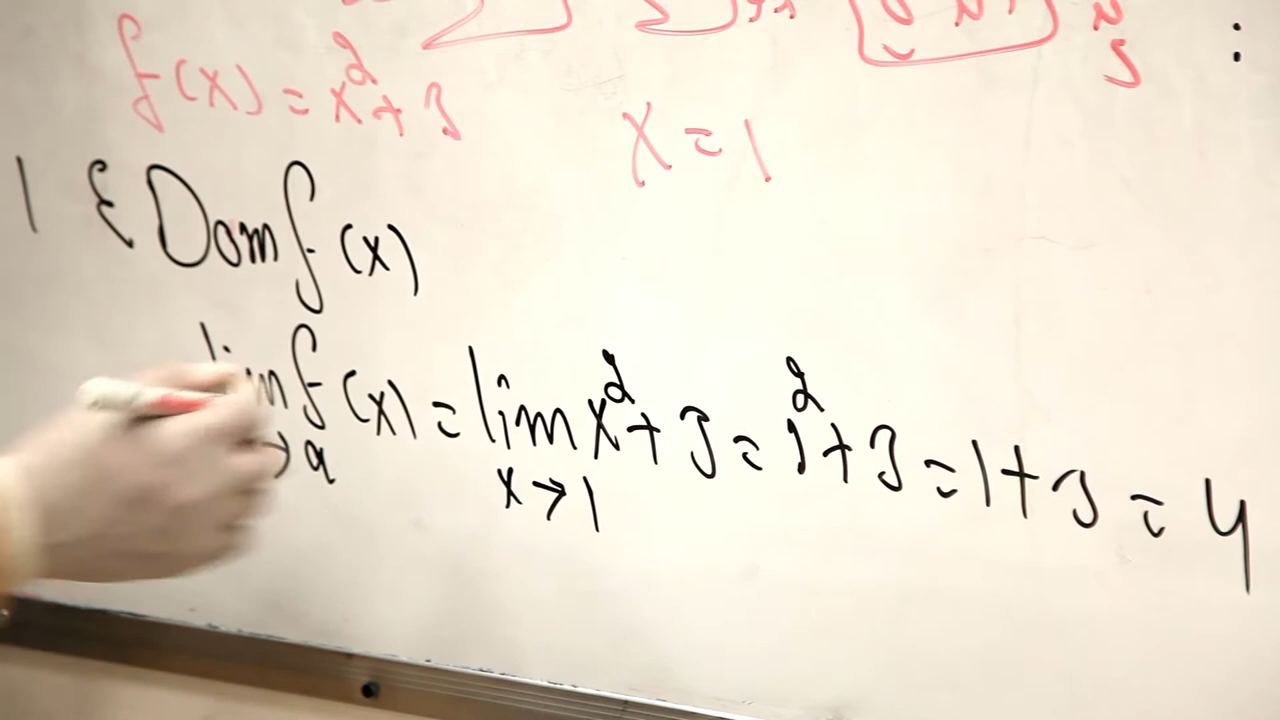 f(x) = x² + 3
x = 1
1 ε Dom f(x)
lim f(x) = lim x² + 3 = 1² + 3 = 1 + 3 = 4
→ a x → 1